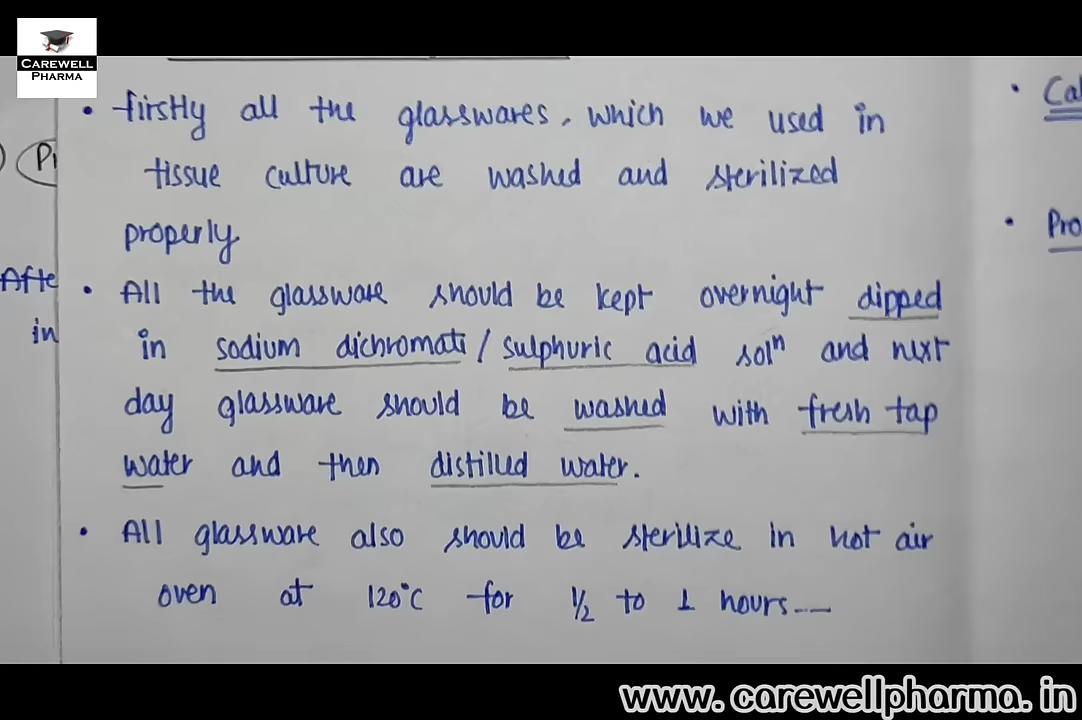 CAREWELL
PHARMA
• firstly all the glasswares, which we used in
tissue culture are washed and sterilized
properly
• All the glassware should be kept overnight dipped
in sodium dichromate / sulphuric acid solⁿ and next
day glassware should be washed with fresh tap
water and then distilled water.
• All glassware also should be sterilize in hot air
oven at 120°C for 1/2 to 1 hours---
in
www.carewellpharma.in